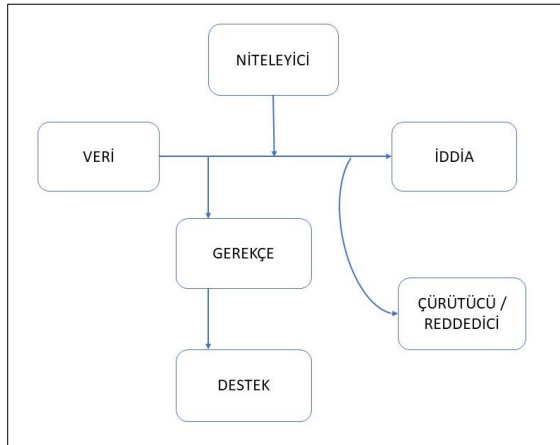 NİTELEYİCİ
VERİ
İDDİA
GEREKÇE
ÇÜRÜTÜCÜ /
REDDEDİCİ
DESTEK